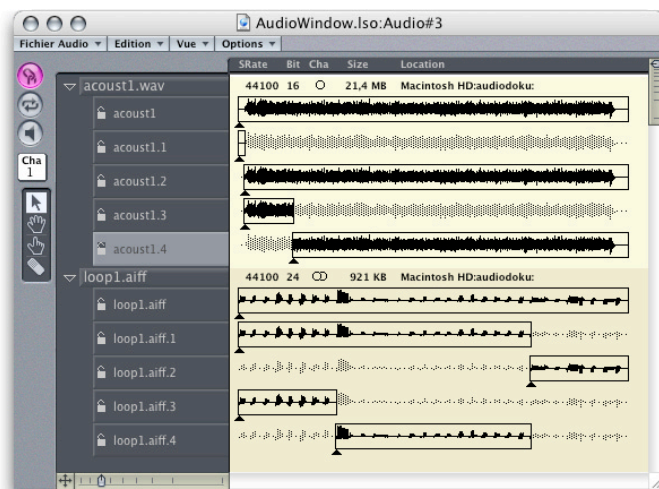 AudioWindow.lso:Audio#3
Fichier Audio Edition Vue Options
SRate Bit Cha Size Location
acoust1.wav 44100 16 21,4 MB Macintosh HD:audiodoku:
acoust1
acoust1.1
Cha
1
acoust1.2
acoust1.3
acoust1.4
loop1.aiff 44100 24 921 KB Macintosh HD:audiodoku:
loop1.aiff
loop1.aiff.1
loop1.aiff.2
loop1.aiff.3
loop1.aiff.4